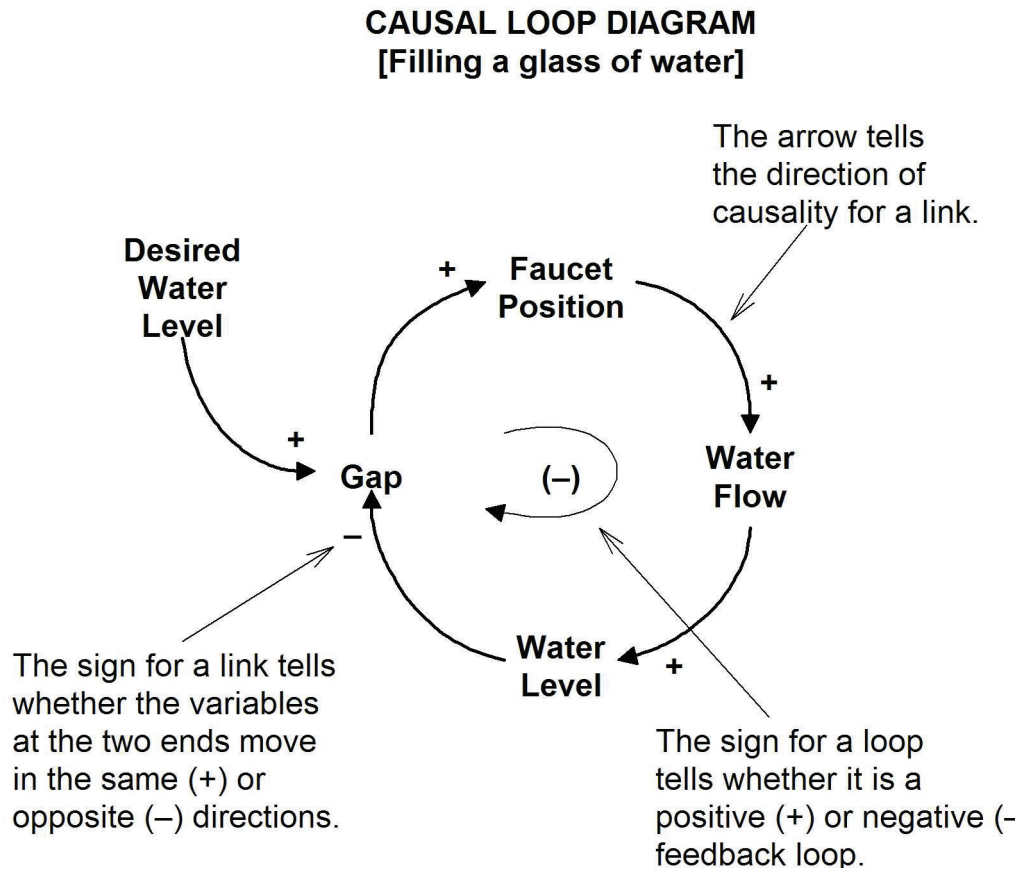 CAUSAL LOOP DIAGRAM
[Filling a glass of water]
The arrow tells
the direction of
causality for a link.
Desired
Water
Level
+
Faucet
Position
+
+
Gap
(–)
Water
Flow
–
Water
Level
+
The sign for a link tells
whether the variables
at the two ends move
in the same (+) or
opposite (–) directions.
The sign for a loop
tells whether it is a
positive (+) or negative (–
feedback loop.